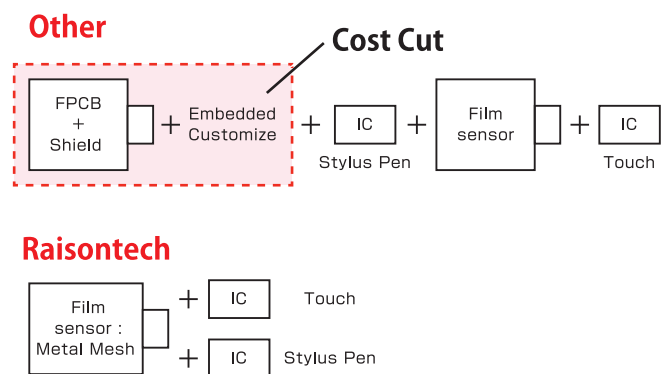 Other
Cost Cut
FPCB
+
Shield
+
Embedded
Customize
+
IC
Stylus Pen
+
Film
sensor
+
IC
Touch
Raisontech
Film
sensor :
Metal Mesh
+
IC
Touch
+
IC
Stylus Pen